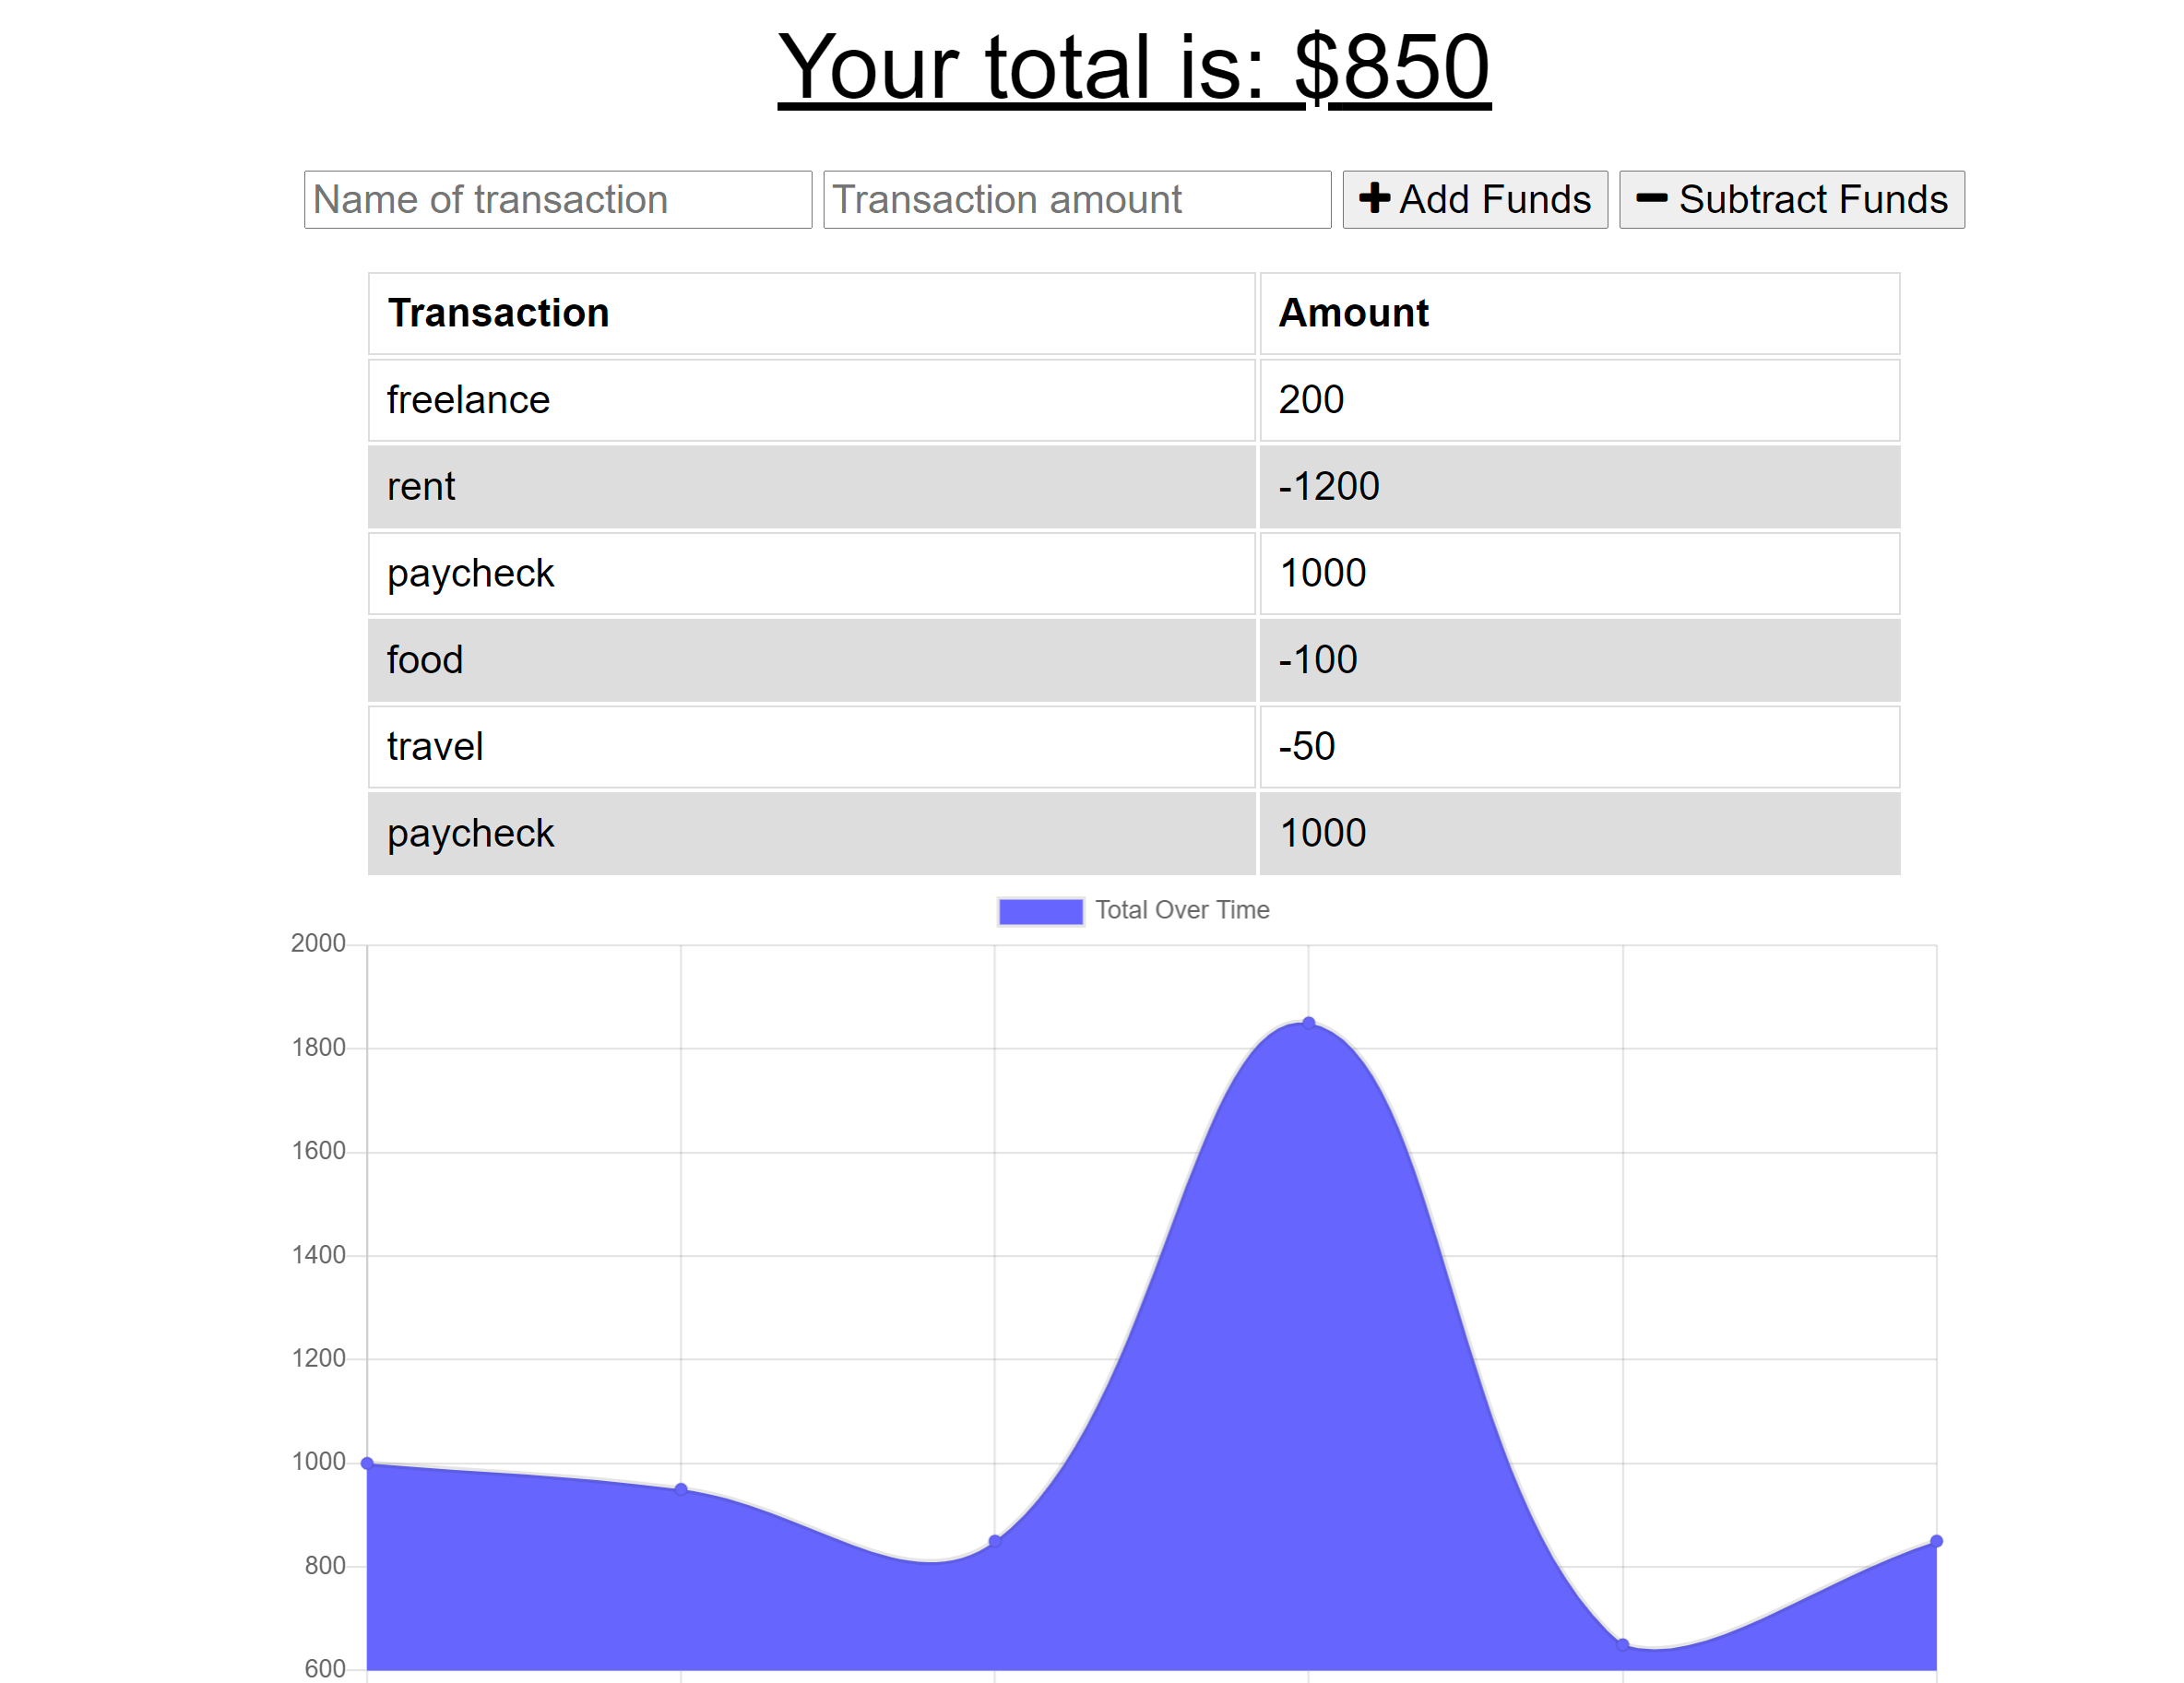 Your total is: $850
Name of transaction Transaction amount Add Funds Subtract Funds
Transaction Amount
freelance 200
rent -1200
paycheck 1000
food -100
travel -50
paycheck 1000
Total Over Time
2000
1800
1600
1400
1200
1000
800
600